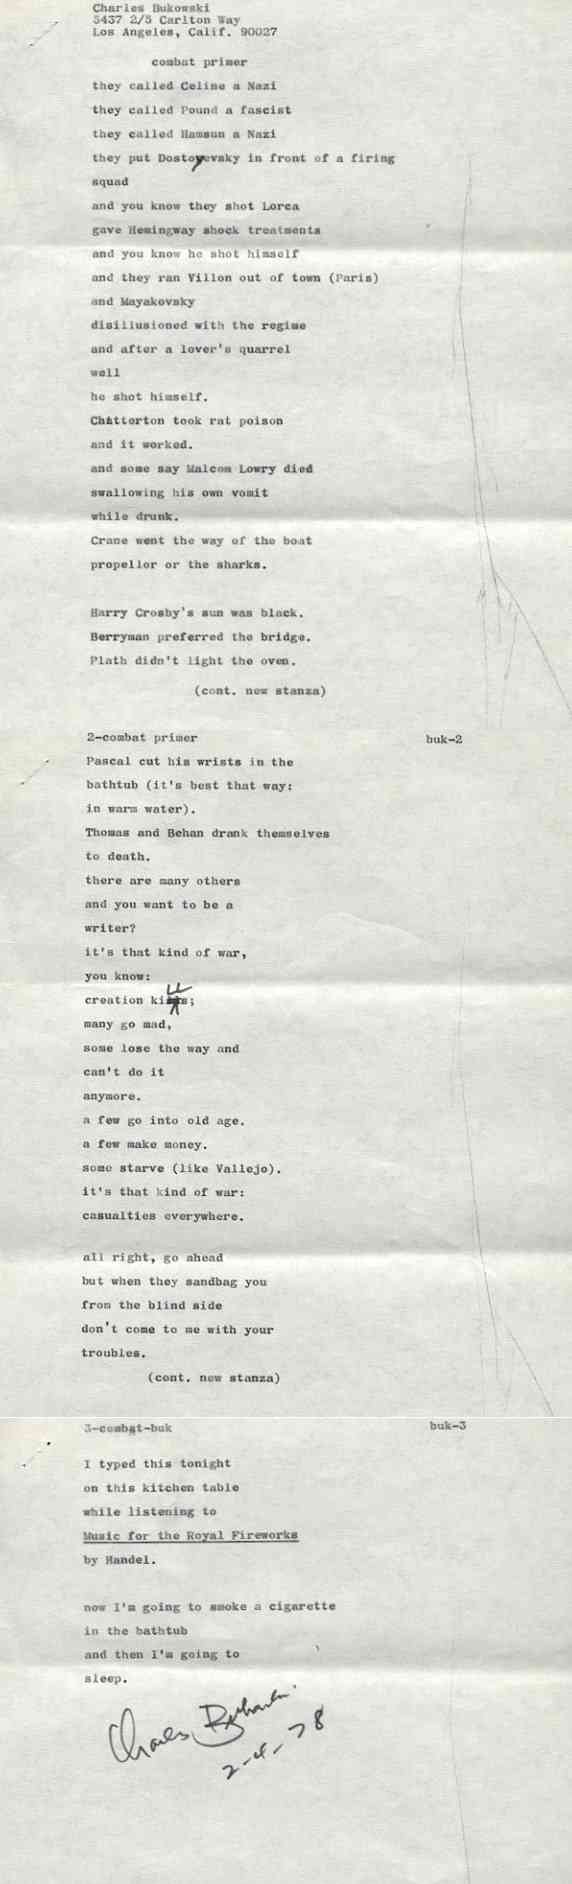 Charles Bukowski
5437 2/5 Carlton Way
Los Angeles, Calif. 90027
combat primer
they called Celine a Nazi
they called Pound a fascist
they called Hamsun a Nazi
they put Dostoyevsky in front of a firing
squad
and you know they shot Lorca
gave Hemingway shock treatments
and you know he shot himself
and they ran Villon out of town (Paris)
and Mayakovsky
disillusioned with the regime
and after a lover's quarrel
well
he shot himself.
Chatterton took rat poison
and it worked.
and some say Malcom Lowry died
swallowing his own vomit
while drunk.
Crane went the way of the boat
propellor or the sharks.
Harry Crosby's sun was black.
Berryman preferred the bridge.
Plath didn't light the oven.
(cont. new stanza)
2-combat primer buk-2
Pascal cut his wrists in the
bathtub (it's best that way:
in warm water).
Thomas and Behan drank themselves
to death.
there are many others
and you want to be a
writer?
it's that kind of war,
you know:
creation kills;
many go mad,
some lose the way and
can't do it
anymore.
a few go into old age.
a few make money.
some starve (like Vallejo).
it's that kind of war:
casualties everywhere.
all right, go ahead
but when they sandbag you
from the blind side
don't come to me with your
troubles.
(cont. new stanza)
3-combat-buk buk-3
I typed this tonight
on this kitchen table
while listening to
Music for the Royal Fireworks
by Handel.
now I'm going to smoke a cigarette
in the bathtub
and then I'm going to
sleep.
Charles Bukowski
2-4-78